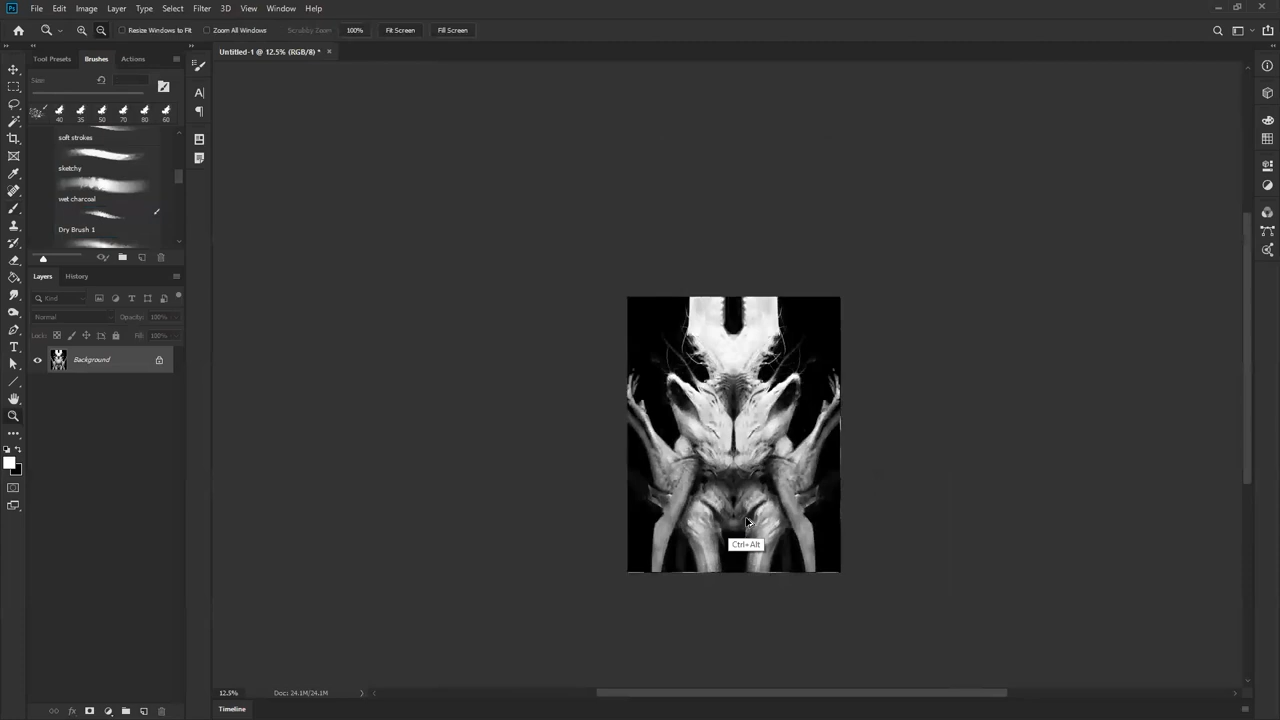 Ps File Edit Image Layer Type Select Filter 3D View Window Help
Resize Windows to Fit Zoom All Windows Scrubby Zoom 100% Fit Screen Fill Screen
Tool Presets Brushes Actions
Untitled-1 @ 12.5% (RGB/8) * ×
Size:
40 35 50 70 80 60
soft strokes
sketchy
wet charcoal
Dry Brush 1
Layers History
Kind
Normal Opacity: 100%
Lock: Fill: 100%
Background
Ctrl+Alt
12.5% Doc: 24.1M/24.1M
Timeline